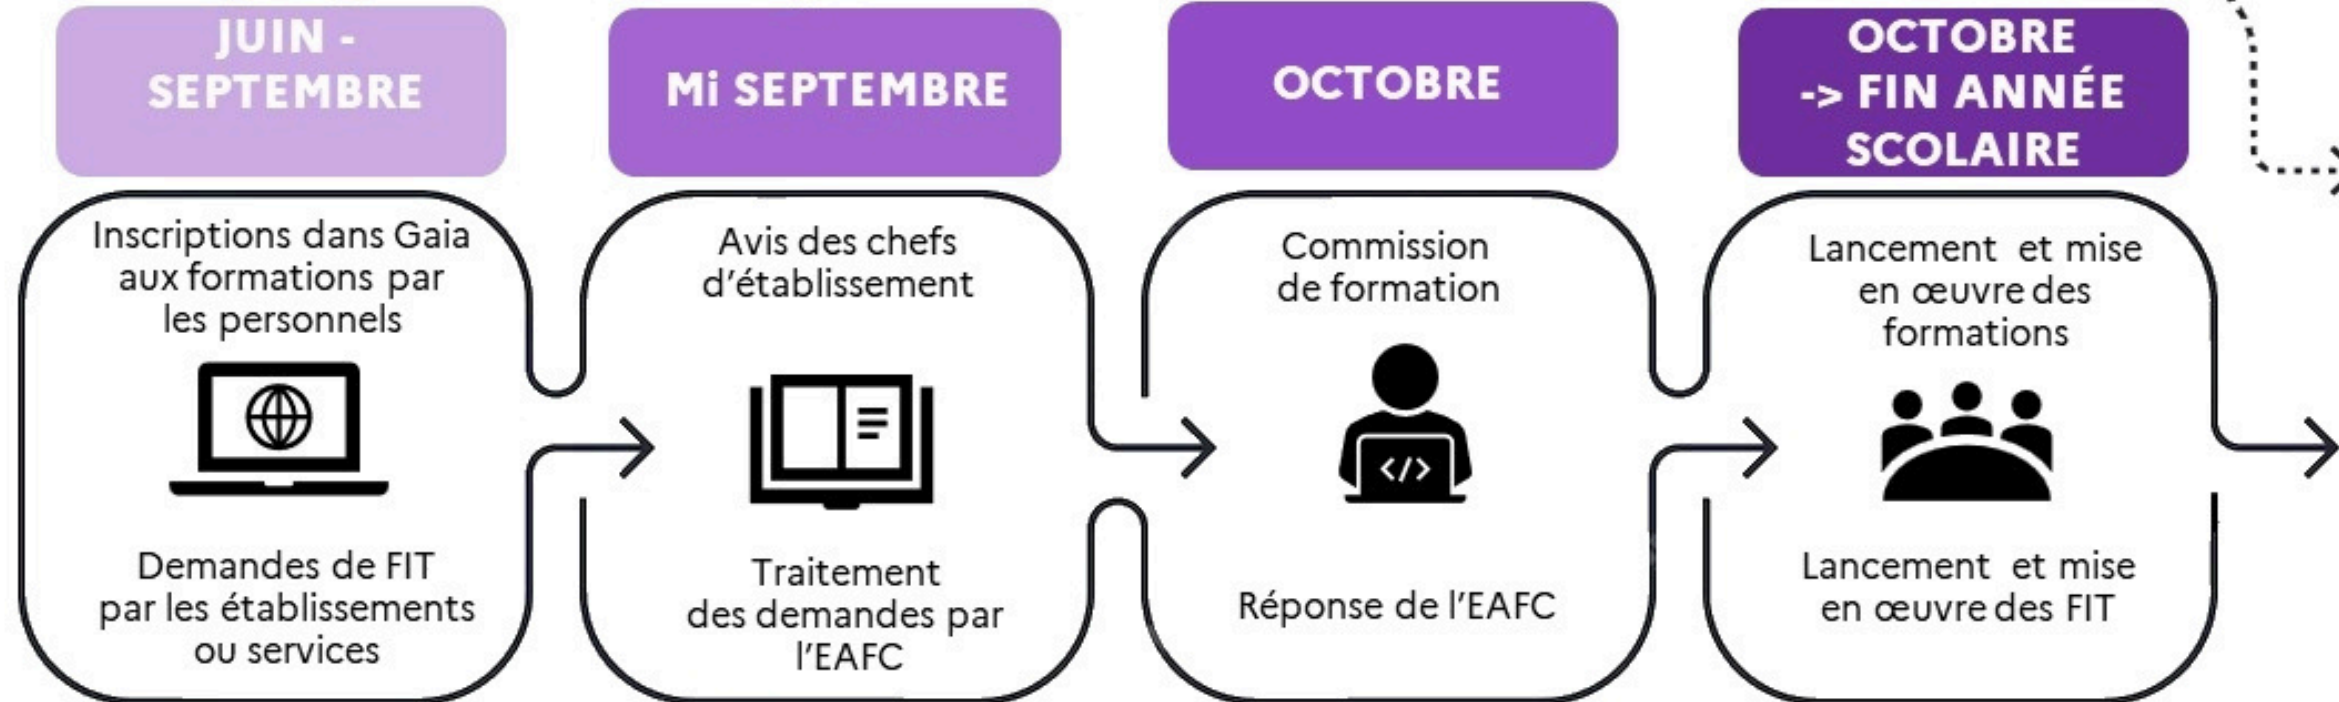 JUIN -
SEPTEMBRE
Inscriptions dans Gaia
aux formations par
les personnels
Demandes de FIT
par les établissements
ou services
Mi SEPTEMBRE
Avis des chefs
d'établissement
Traitement
des demandes par
l'EAFC
OCTOBRE
Commission
de formation
</>
Réponse de l'EAFC
OCTOBRE
-> FIN ANNÉE
SCOLAIRE
Lancement et mise
en œuvre des
formations
Lancement et mise
en œuvre des FIT